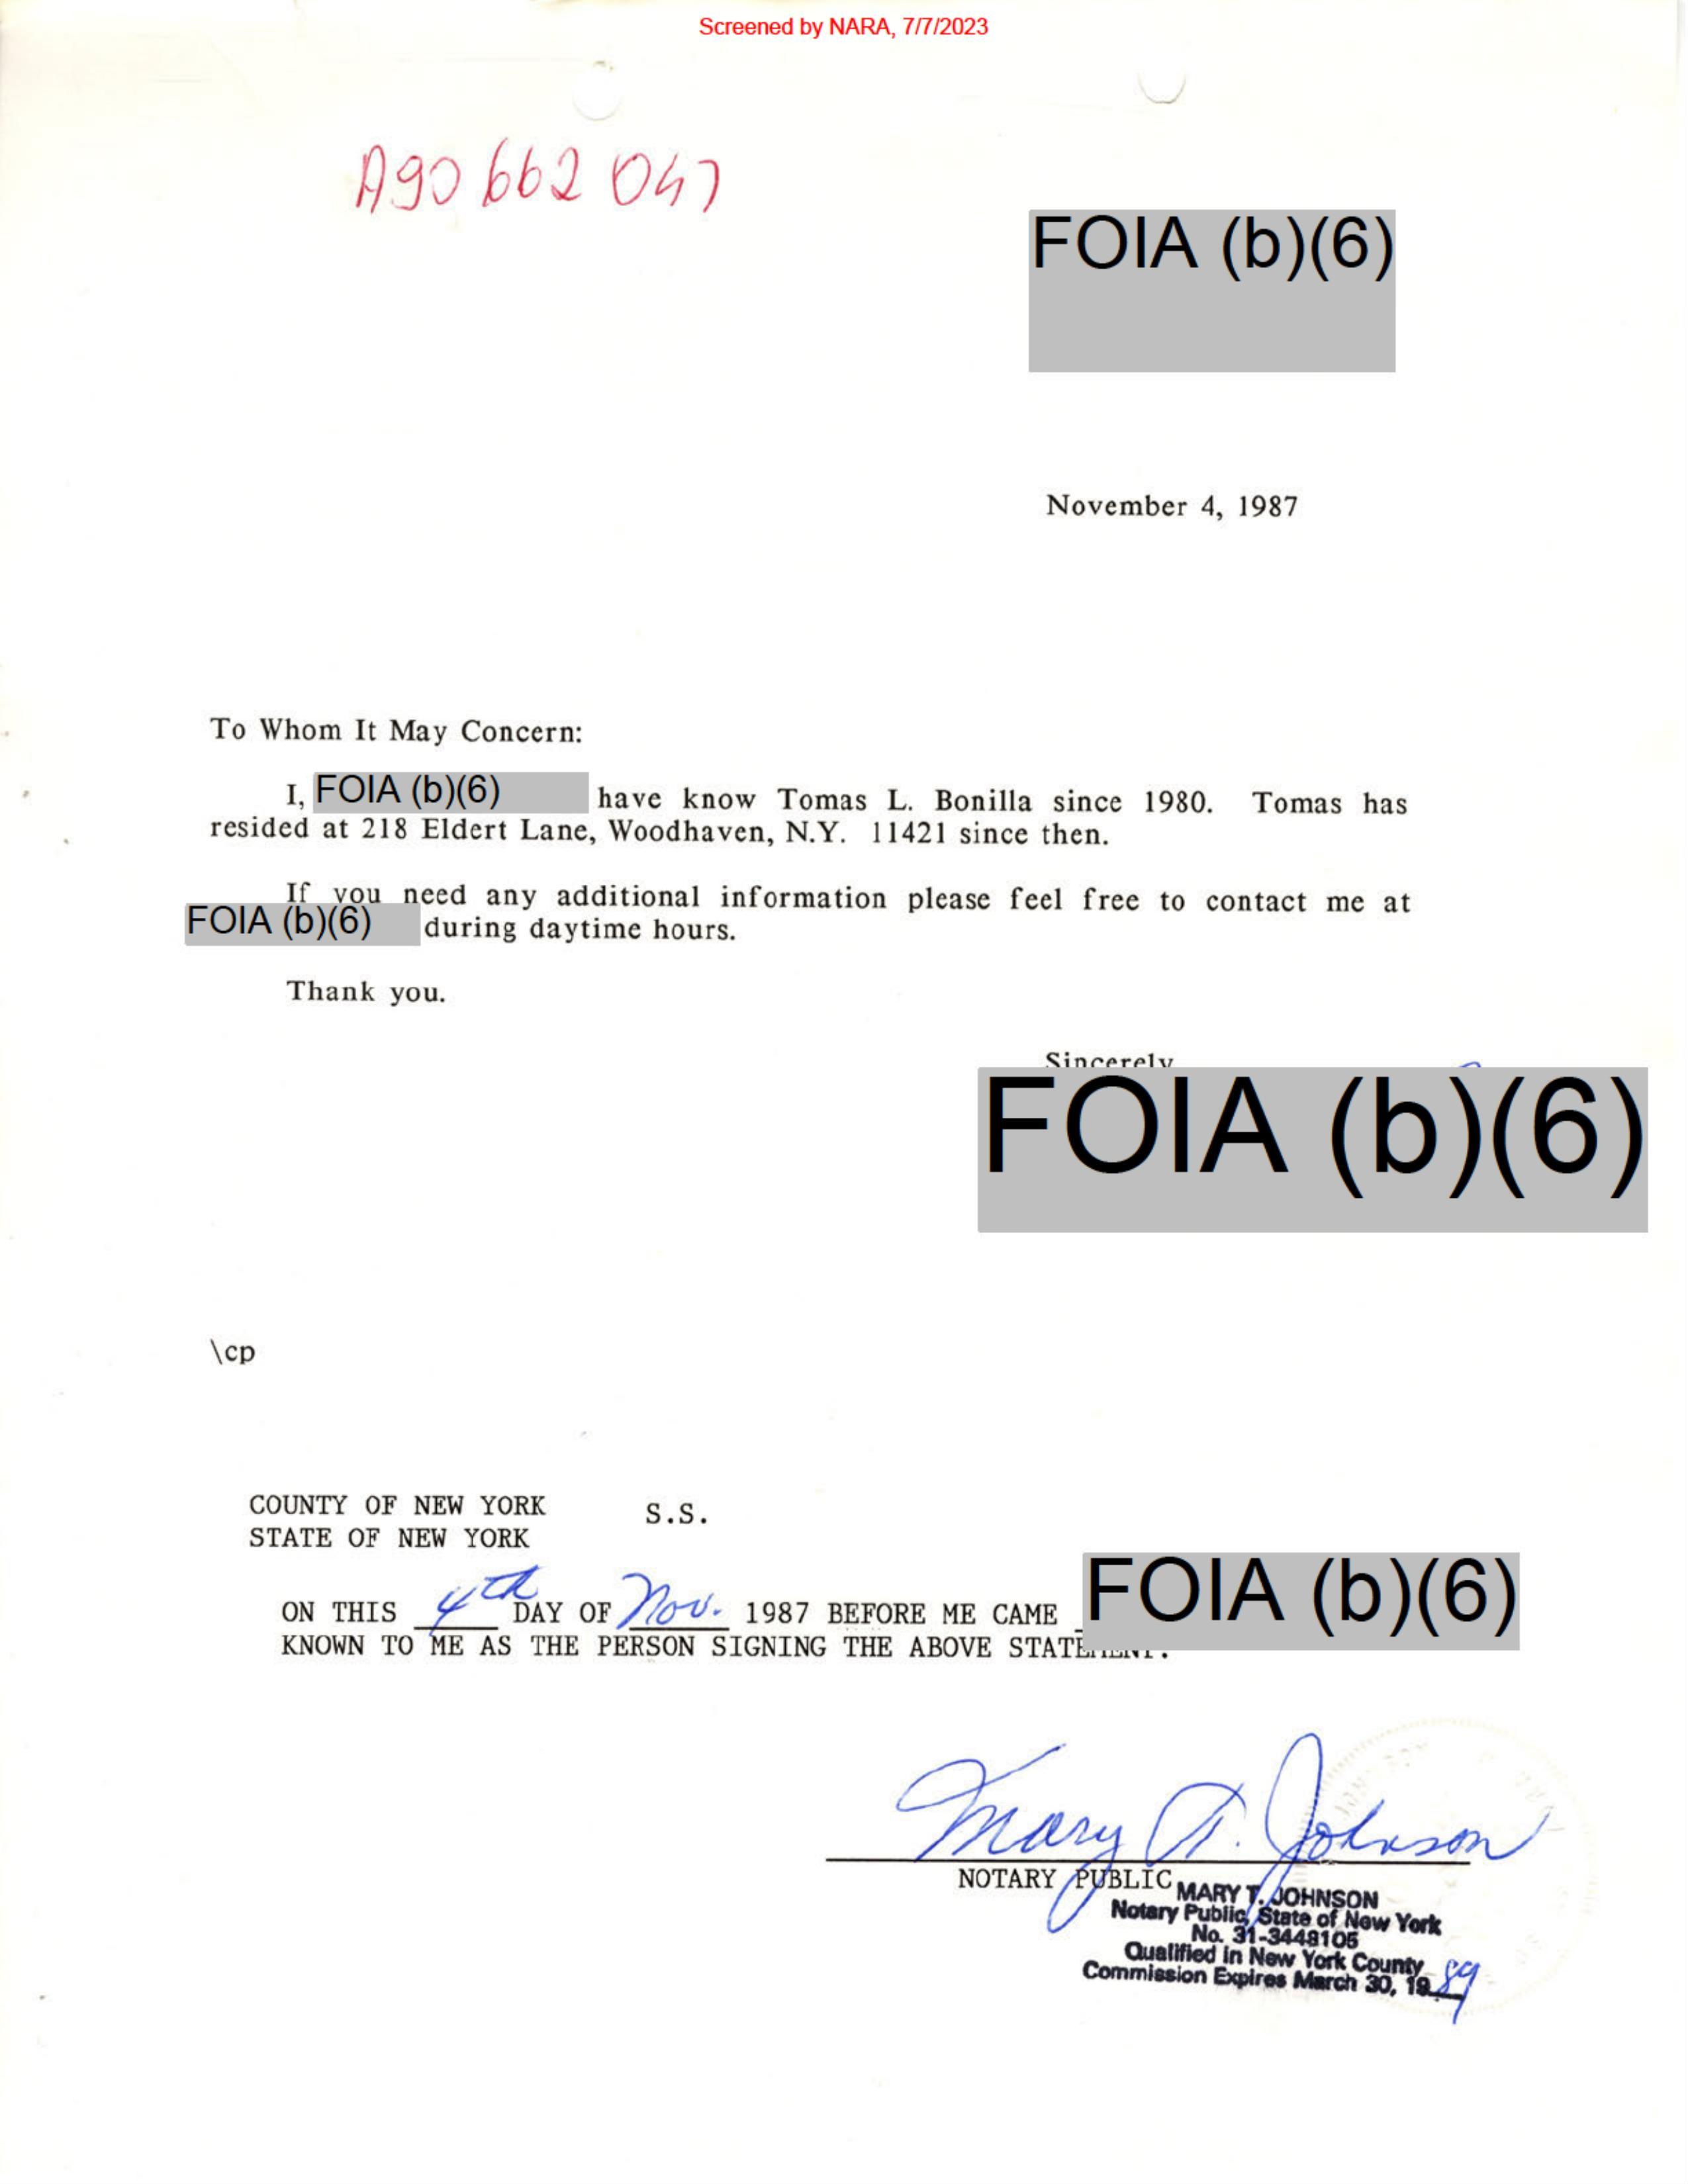 Screened by NARA, 7/7/2023
A90 662 047
FOIA (b)(6)
November 4, 1987
To Whom It May Concern:
I, FOIA (b)(6) have know Tomas L. Bonilla since 1980. Tomas has
resided at 218 Eldert Lane, Woodhaven, N.Y. 11421 since then.
If you need any additional information please feel free to contact me at
FOIA (b)(6) during daytime hours.
Thank you.
Sincerely
FOIA (b)(6)
\cp
COUNTY OF NEW YORK S.S.
STATE OF NEW YORK
ON THIS 4th DAY OF Nov. 1987 BEFORE ME CAME FOIA (b)(6)
KNOWN TO ME AS THE PERSON SIGNING THE ABOVE STATEMENT.
Mary T. Johnson
NOTARY PUBLIC
MARY T. JOHNSON
Notary Public, State of New York
No. 31-3448105
Qualified in New York County
Commission Expires March 30, 1989